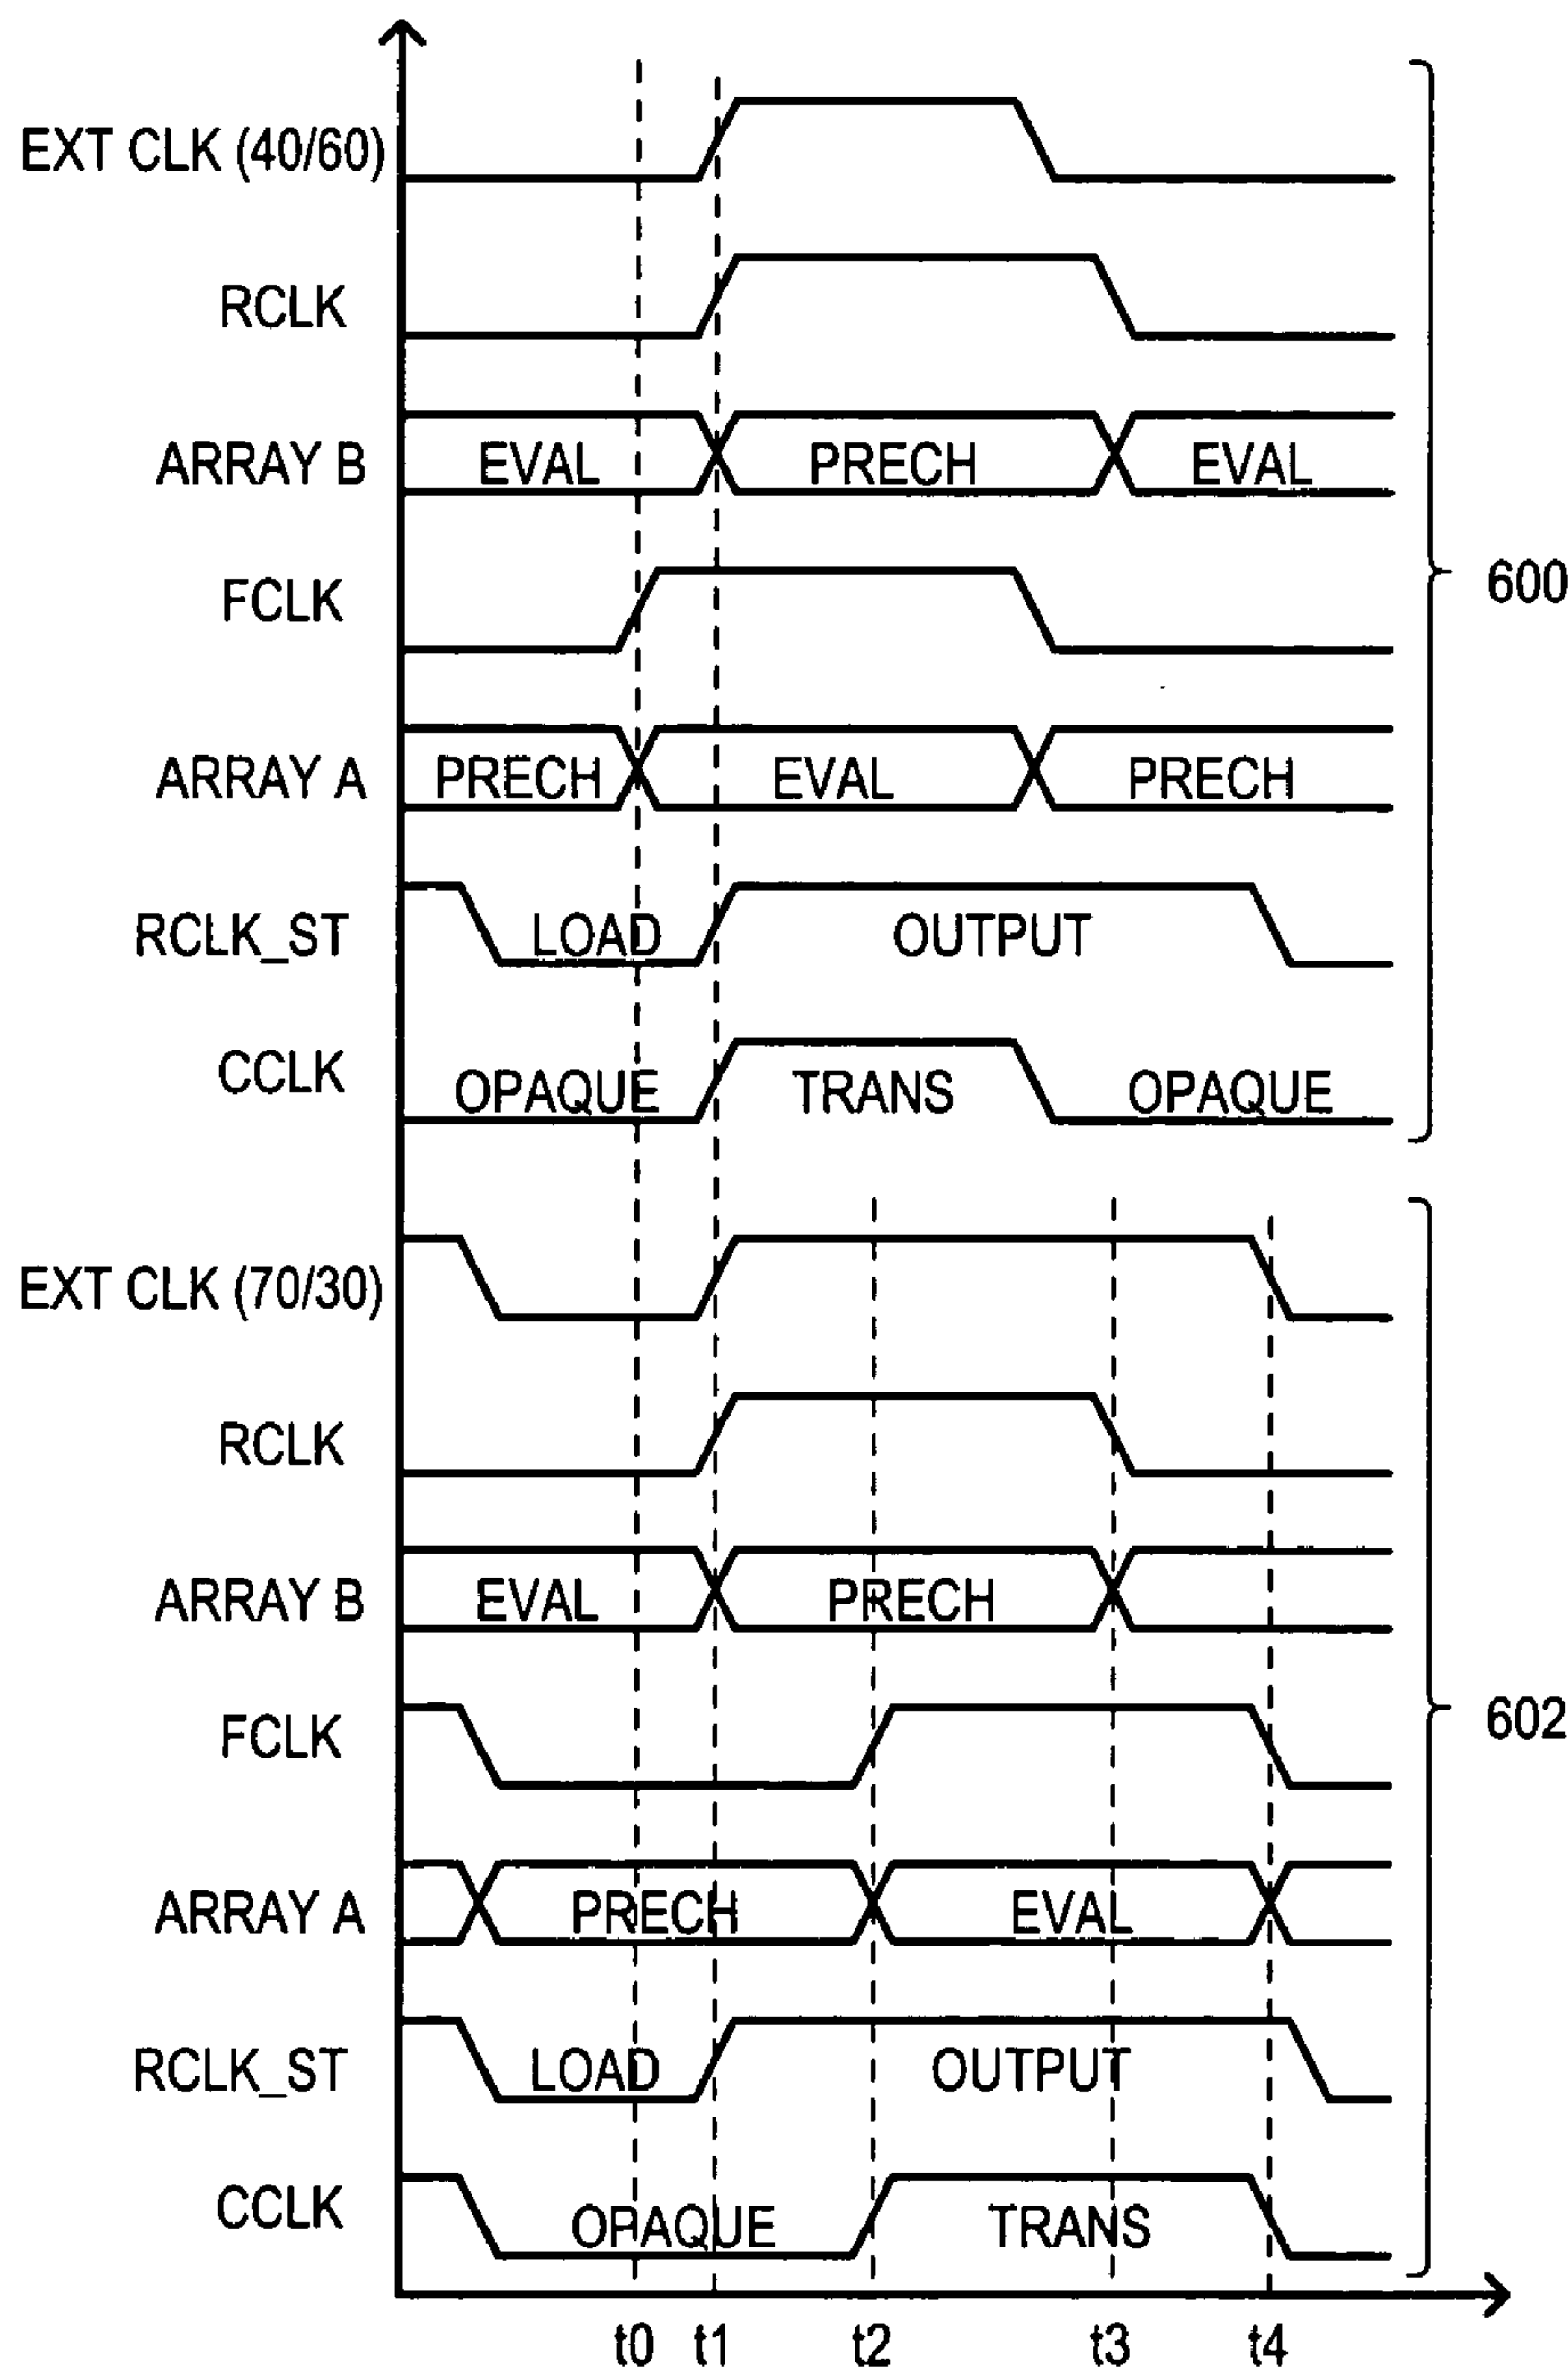 EXT CLK (40/60)
RCLK
ARRAY B EVAL PRECH EVAL
FCLK
600
ARRAY A PRECH EVAL PRECH
RCLK_ST LOAD OUTPUT
CCLK OPAQUE TRANS OPAQUE
EXT CLK (70/30)
RCLK
ARRAY B EVAL PRECH
FCLK
602
ARRAY A PRECH EVAL
RCLK_ST LOAD OUTPUT
CCLK OPAQUE TRANS
t0 t1 t2 t3 t4